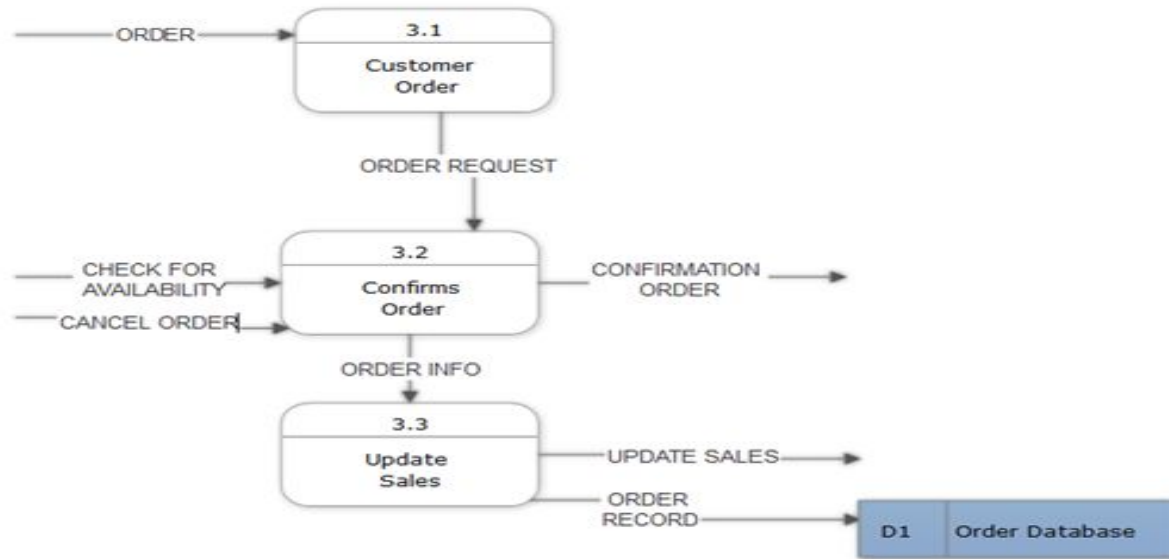 ORDER
3.1
Customer
Order
ORDER REQUEST
3.2
Confirms
Order
CHECK FOR
AVAILABILITY
CANCEL ORDER
CONFIRMATION
ORDER
ORDER INFO
3.3
Update
Sales
UPDATE SALES
ORDER
RECORD
D1
Order Database